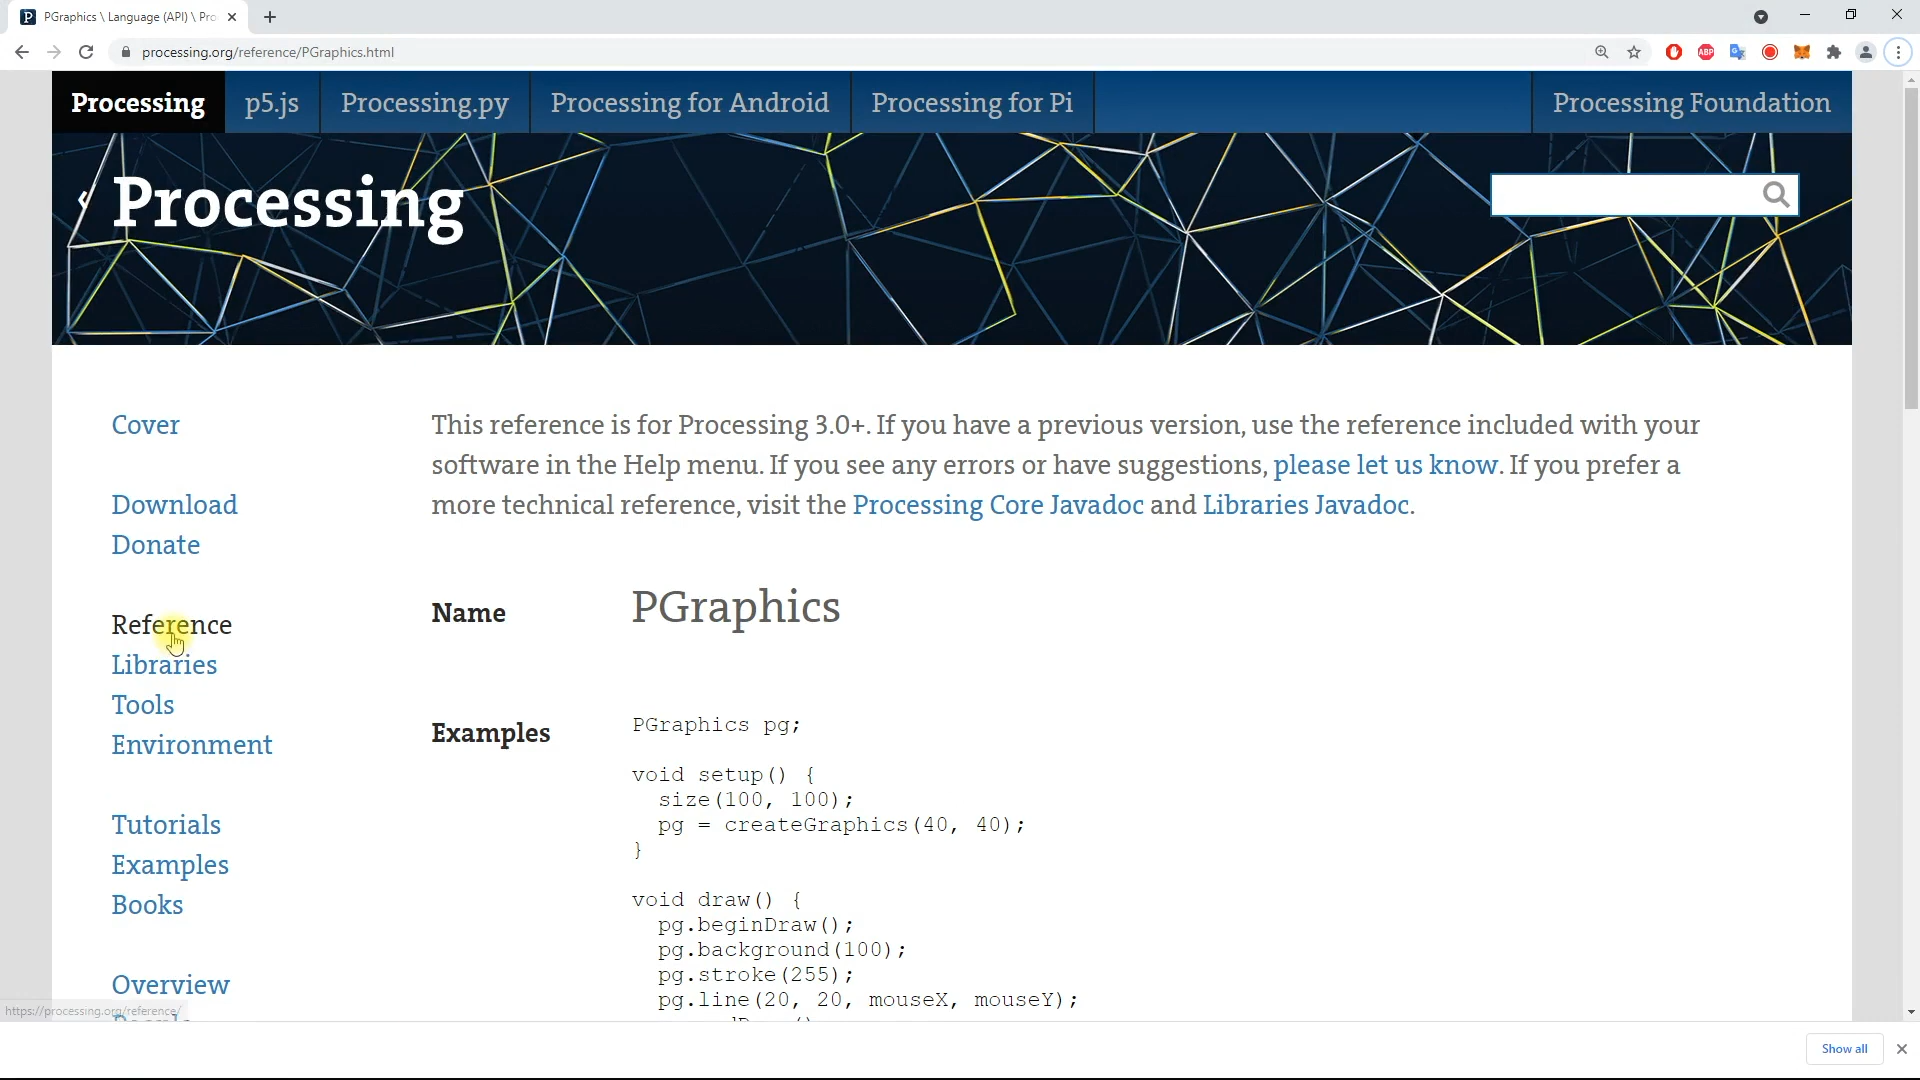 PGraphics \ Language (API) \ Pro
processing.org/reference/PGraphics.html
ABP
Processing
p5.js
Processing.py
Processing for Android
Processing for Pi
Processing Foundation
Processing
Cover
Download
Donate
Reference
Libraries
Tools
Environment
Tutorials
Examples
Books
Overview
This reference is for Processing 3.0+. If you have a previous version, use the reference included with your
software in the Help menu. If you see any errors or have suggestions, please let us know. If you prefer a
more technical reference, visit the Processing Core Javadoc and Libraries Javadoc.
Name
PGraphics
Examples
PGraphics pg;
void setup() {
size(100, 100);
pg = createGraphics(40, 40);
}
void draw() {
pg.beginDraw();
pg.background(100);
pg.stroke(255);
pg.line(20, 20, mouseX, mouseY);
https://processing.org/reference/
Show all